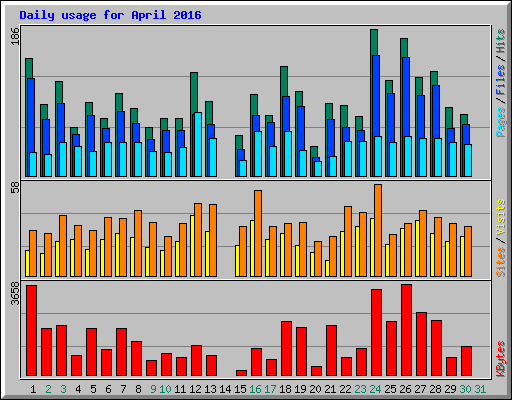 Daily usage for April 2016
186
Pages / Files / Hits
58
Sites / Visits
3658
KBytes
1 2 3 4 5 6 7 8 9 10 11 12 13 14 15 16 17 18 19 20 21 22 23 24 25 26 27 28 29 30 31